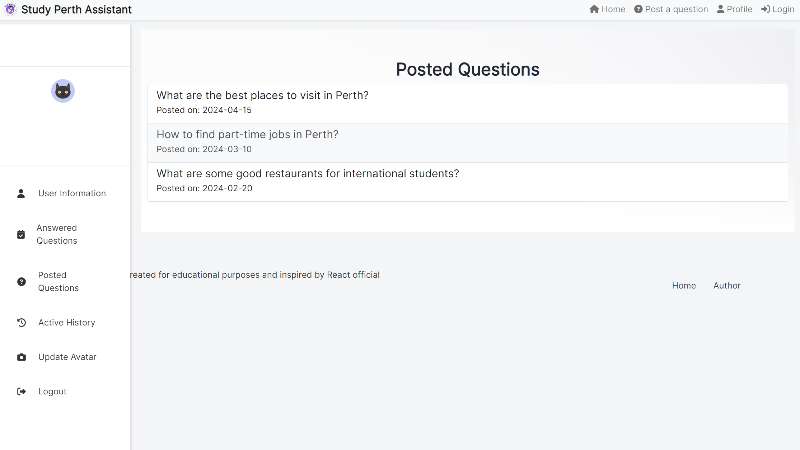 Study Perth Assistant
Home
Post a question
Profile
Login
Posted Questions
What are the best places to visit in Perth?
Posted on: 2024-04-15
How to find part-time jobs in Perth?
Posted on: 2024-03-10
What are some good restaurants for international students?
Posted on: 2024-02-20
User Information
Answered
Questions
Posted
Questions
Active History
Update Avatar
Logout
reated for educational purposes and inspired by React official
Home
Author